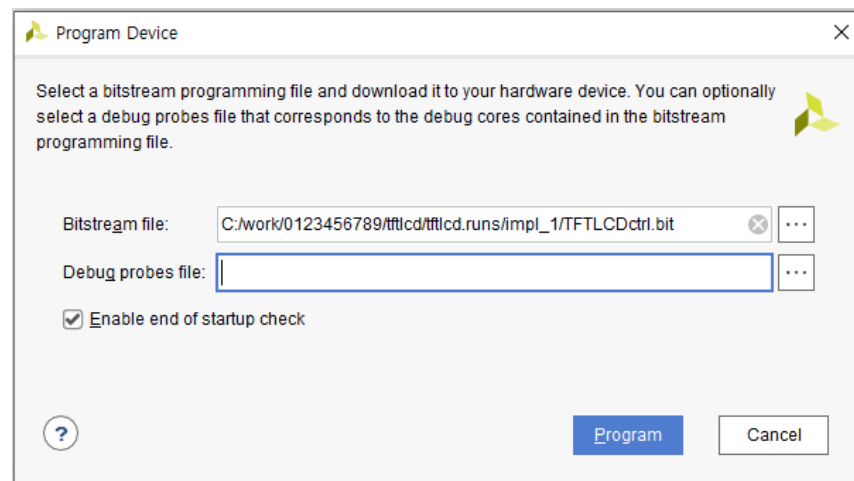 Program Device
Select a bitstream programming file and download it to your hardware device. You can optionally
select a debug probes file that corresponds to the debug cores contained in the bitstream
programming file.
Bitstream file: C:/work/0123456789/tftlcd/tftlcd.runs/impl_1/TFTLCDctrl.bit ...
Debug probes file: ...
Enable end of startup check
? Program Cancel